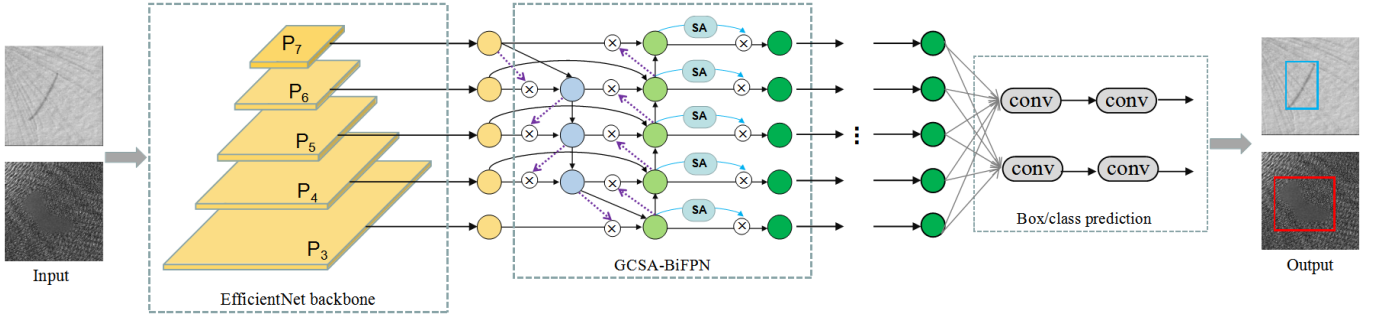 P7
P6
P5
P4
P3
SA
SA
SA
SA
SA
× × ×
× × ×
× × ×
× × ×
× × ×
...
conv conv
conv conv
Input
EfficientNet backbone
GCSA-BiFPN
Box/class prediction
Output